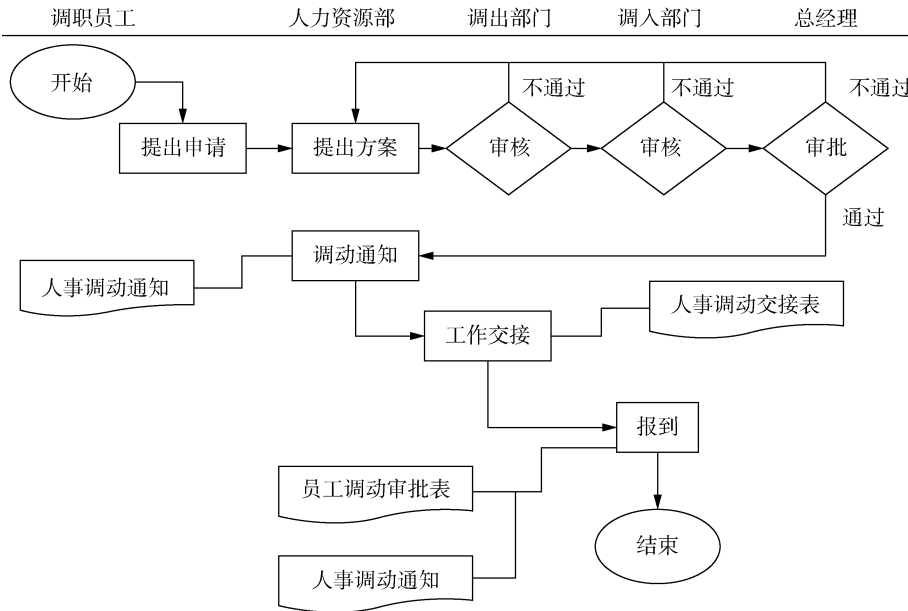 调职员工 人力资源部 调出部门 调入部门 总经理
开始 不通过 不通过 不通过
提出申请 提出方案 审核 审核 审批
通过
调动通知
人事调动通知 人事调动交接表
工作交接
报到
员工调动审批表
结束
人事调动通知